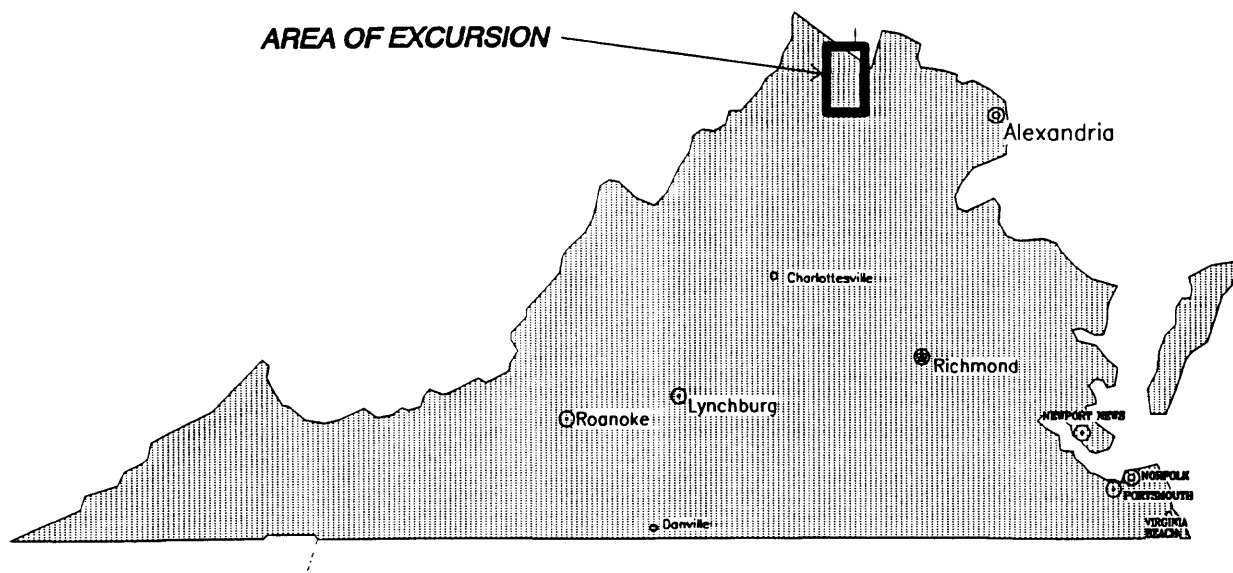 AREA OF EXCURSION
Alexandria
Charlottesville
Richmond
Lynchburg
Roanoke
NEWPORT NEWS
NORFOLK
PORTSMOUTH
VIRGINIA
BEACH
Danville